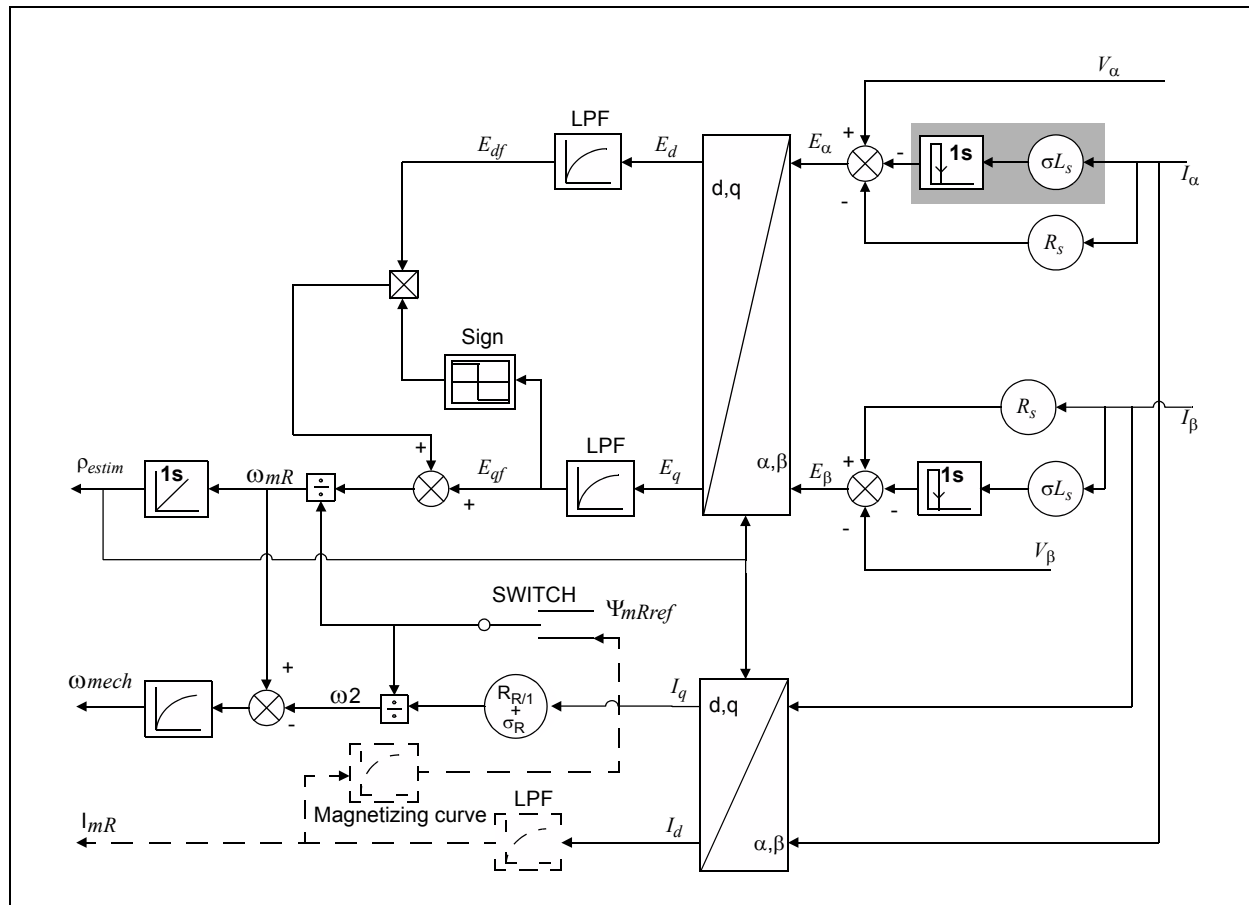 Vα
LPF
Edf
Ed
Eα
+
-
1s
σLs
Iα
d,q
-
Rs
Sign
Rs
Iβ
LPF
α,β
+
ρestim
1s
ωmR
÷
+
Eqf
+
Eq
Eβ
-
1s
σLs
-
Vβ
SWITCH
ΨmRref
+
ωmech
ω2
÷
RR/1
+
σR
Iq
d,q
-
Magnetizing curve
LPF
ImR
Id
α,β